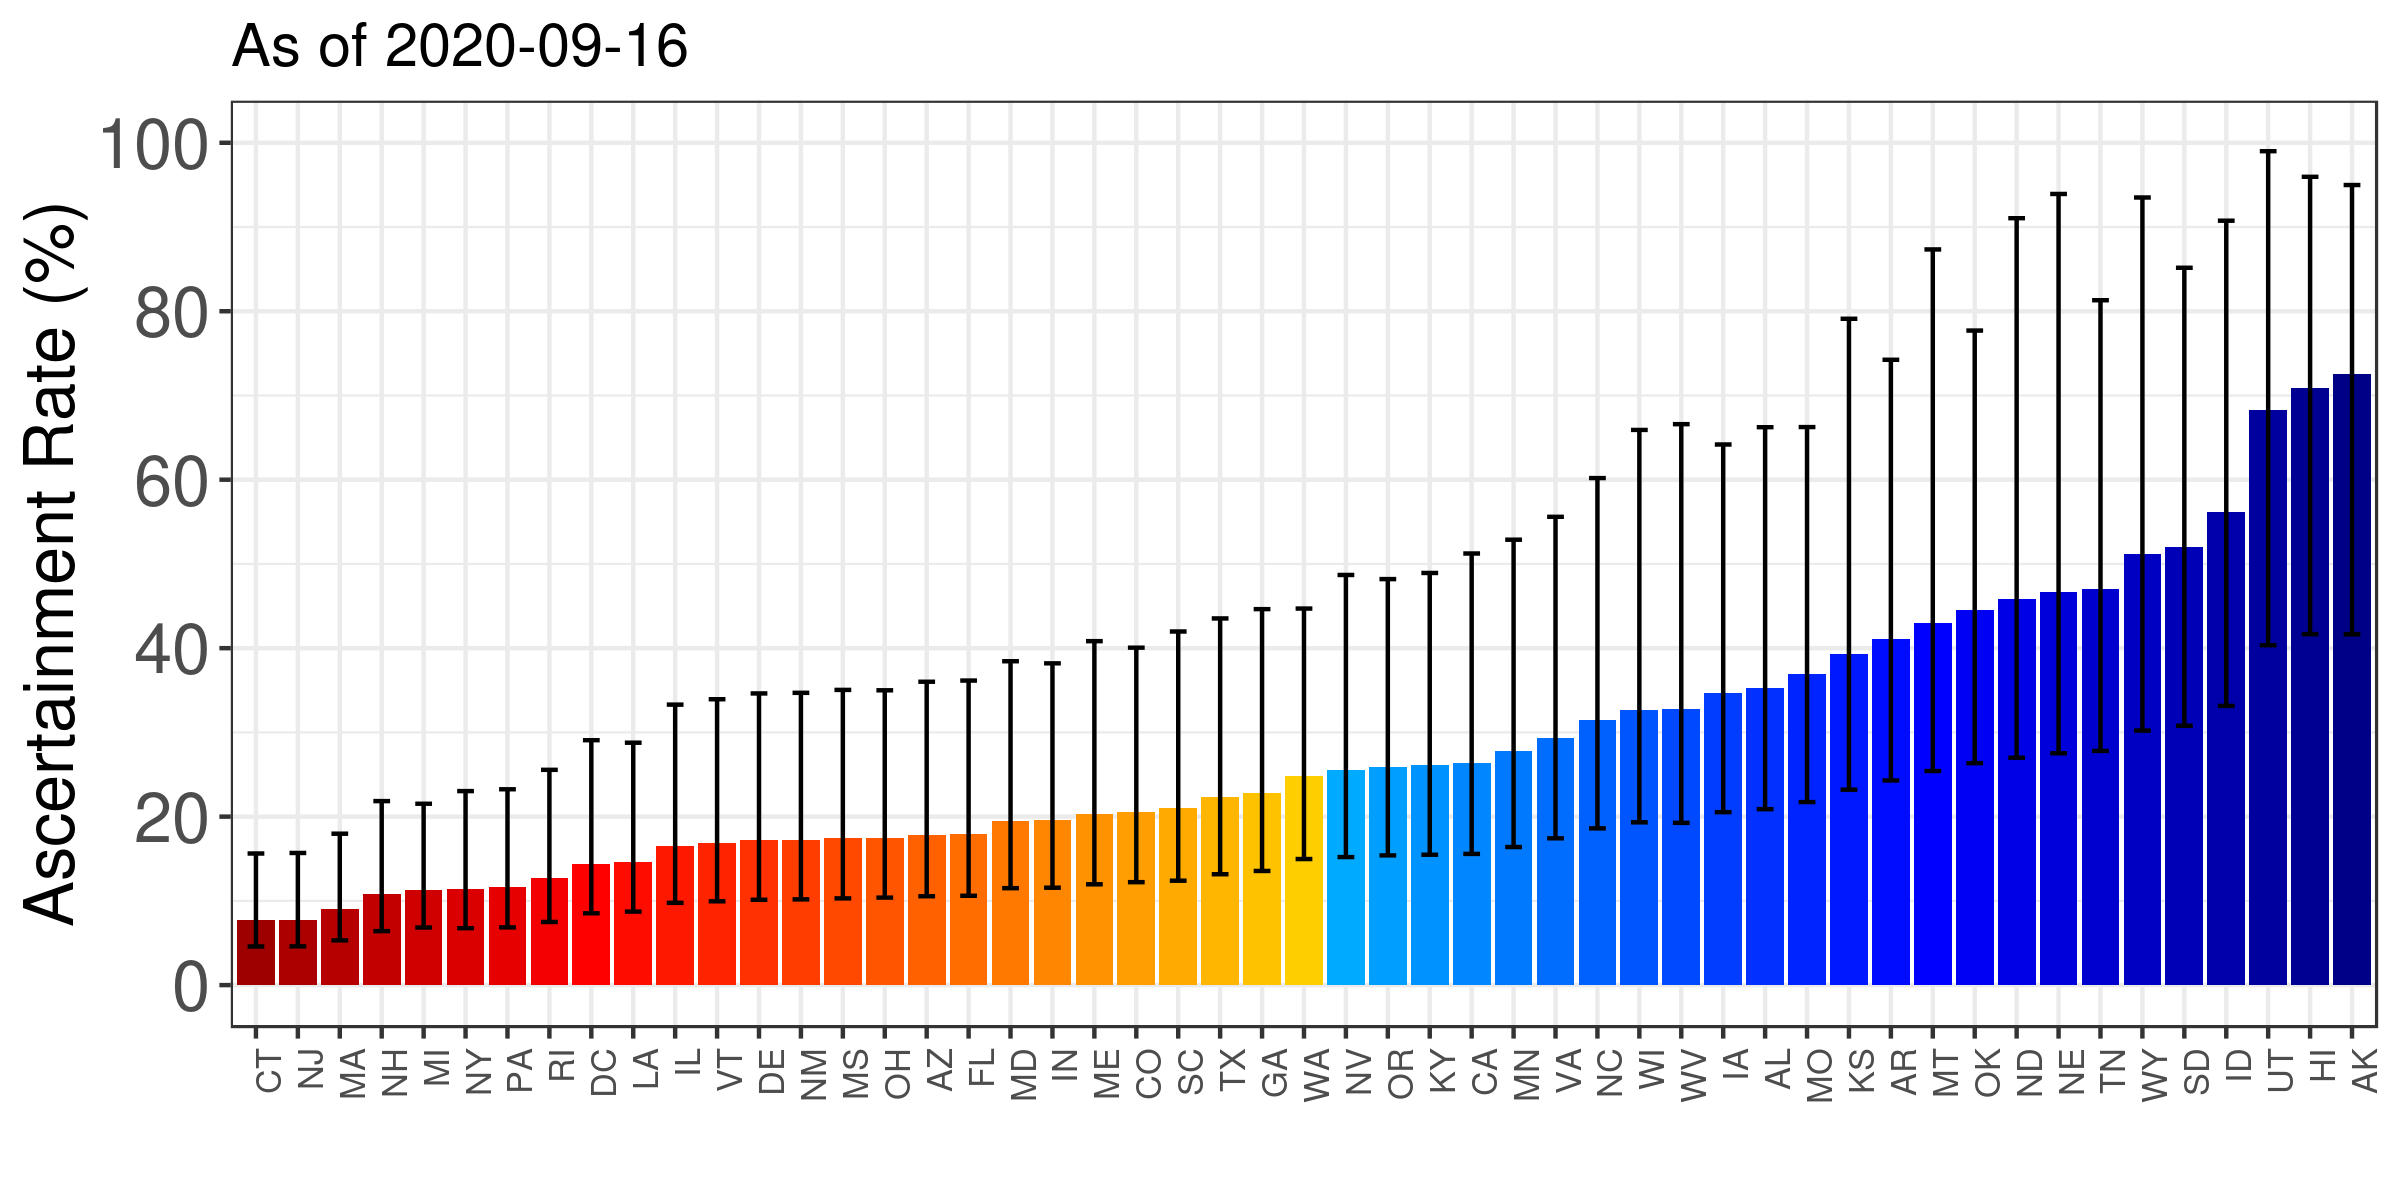 As of 2020-09-16
Ascertainment Rate (%)
100
80
60
40
20
0
CT NJ MA NH MI NY PA RI DC LA IL VT DE NM MS OH AZ FL MD IN ME CO SC TX GA WA NV OR KY CA MN VA NC WI WV IA AL MO KS AR MT OK ND NE TN WY SD ID UT HI AK